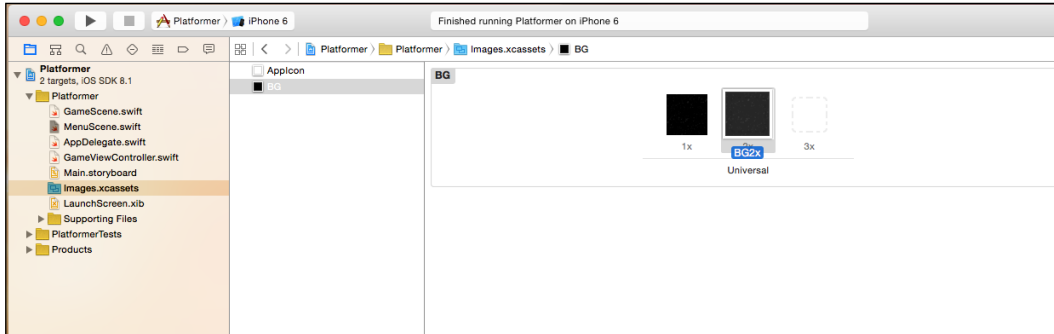 Platformer 〉 iPhone 6
Finished running Platformer on iPhone 6
Platformer 〉 Platformer 〉 Images.xcassets 〉 BG
Platformer
2 targets, iOS SDK 8.1
Platformer
GameScene.swift
MenuScene.swift
AppDelegate.swift
GameViewController.swift
Main.storyboard
Images.xcassets
LaunchScreen.xib
Supporting Files
PlatformerTests
Products
AppIcon
BG
BG
1x
3x
BG2x
Universal